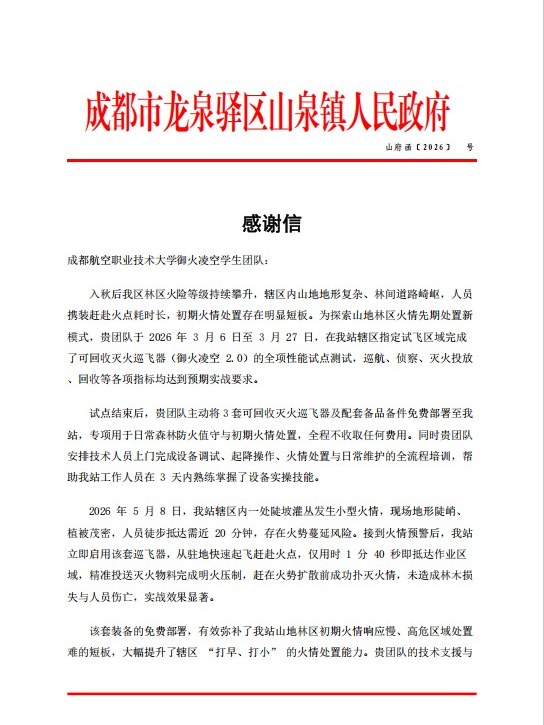 成都市龙泉驿区山泉镇人民政府
山府函〔2026〕 号
感谢信
成都航空职业技术大学御火凌空学生团队：
入秋后我区林区火险等级持续攀升，辖区内山地地形复杂、林间道路崎岖，人员
携装赶赴火点耗时长，初期火情处置存在明显短板。为探索山地林区火情先期处置新
模式，贵团队于 2026 年 3 月 6 日至 3 月 27 日，在我站辖区指定试飞区域完成
了可回收灭火巡飞器（御火凌空 2.0）的全项性能试点测试，巡航、侦察、灭火投放
、回收等各项指标均达到预期实战要求。
试点结束后，贵团队主动将 3 套可回收灭火巡飞器及配套备品备件免费部署至我
站，专项用于日常森林防火值守与初期火情处置，全程不收取任何费用。同时贵团队
安排技术人员上门完成设备调试、起降操作、火情处置与日常维护的全流程培训，帮
助我站工作人员在 3 天内熟练掌握了设备实操技能。
2026 年 5 月 8 日，我站辖区内一处陡坡灌丛发生小型火情，现场地形陡峭、
植被茂密，人员徒步抵达需近 20 分钟，存在火势蔓延风险。接到火情预警后，我站
立即启用该套巡飞器，从驻地快速起飞赶赴火点，仅用时 1 分 40 秒即抵达作业区
域，精准投送灭火物料完成明火压制，赶在火势扩散前成功扑灭火情，未造成林木损
失与人员伤亡，实战效果显著。
该套装备的免费部署，有效弥补了我站山地林区初期火情响应慢、高危区域处置
难的短板，大幅提升了辖区 “打早、打小” 的火情处置能力。贵团队的技术支援与